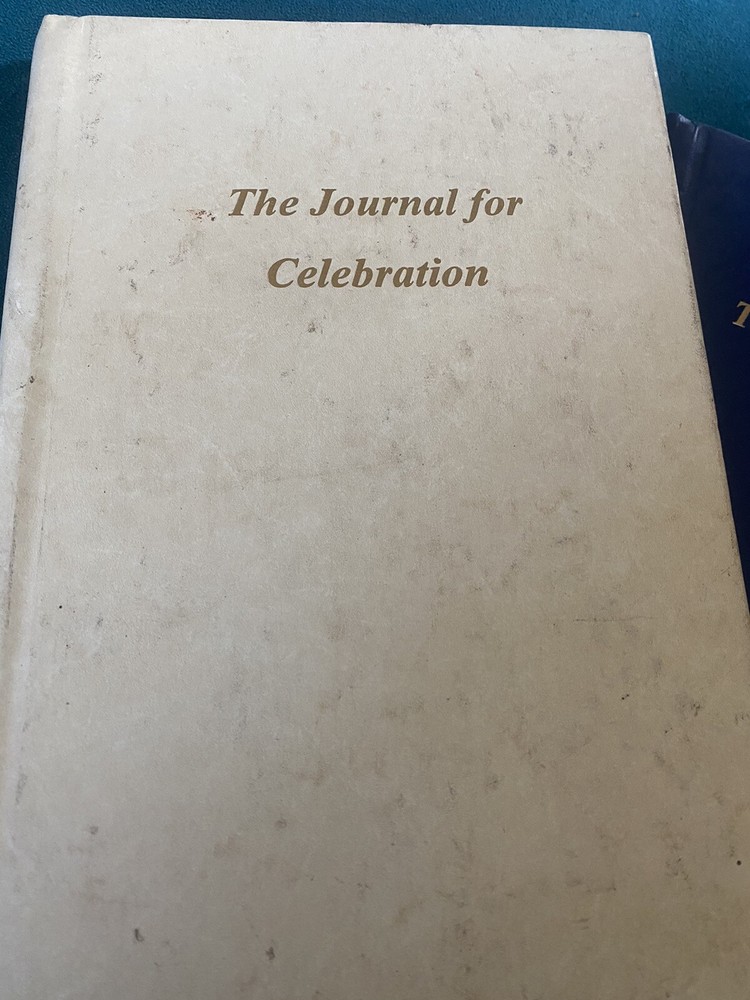 The Journal for
Celebration